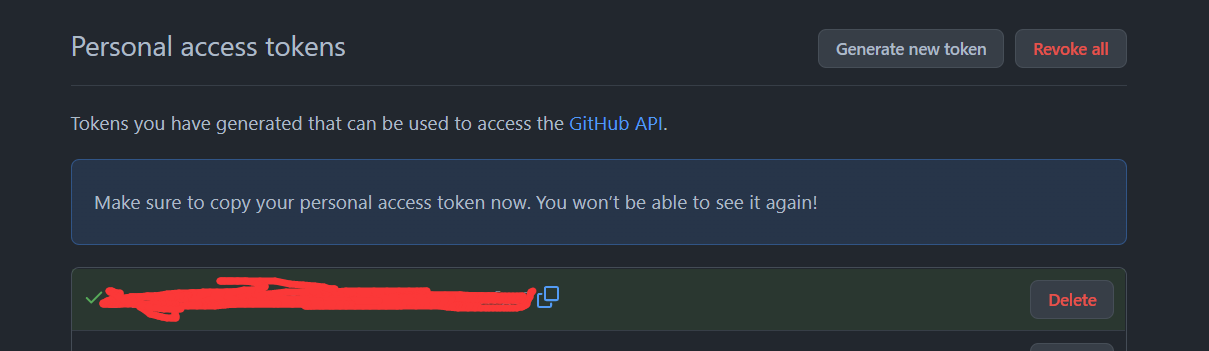 Personal access tokens
Generate new token
Revoke all
Tokens you have generated that can be used to access the GitHub API.
Make sure to copy your personal access token now. You won't be able to see it again!
Delete